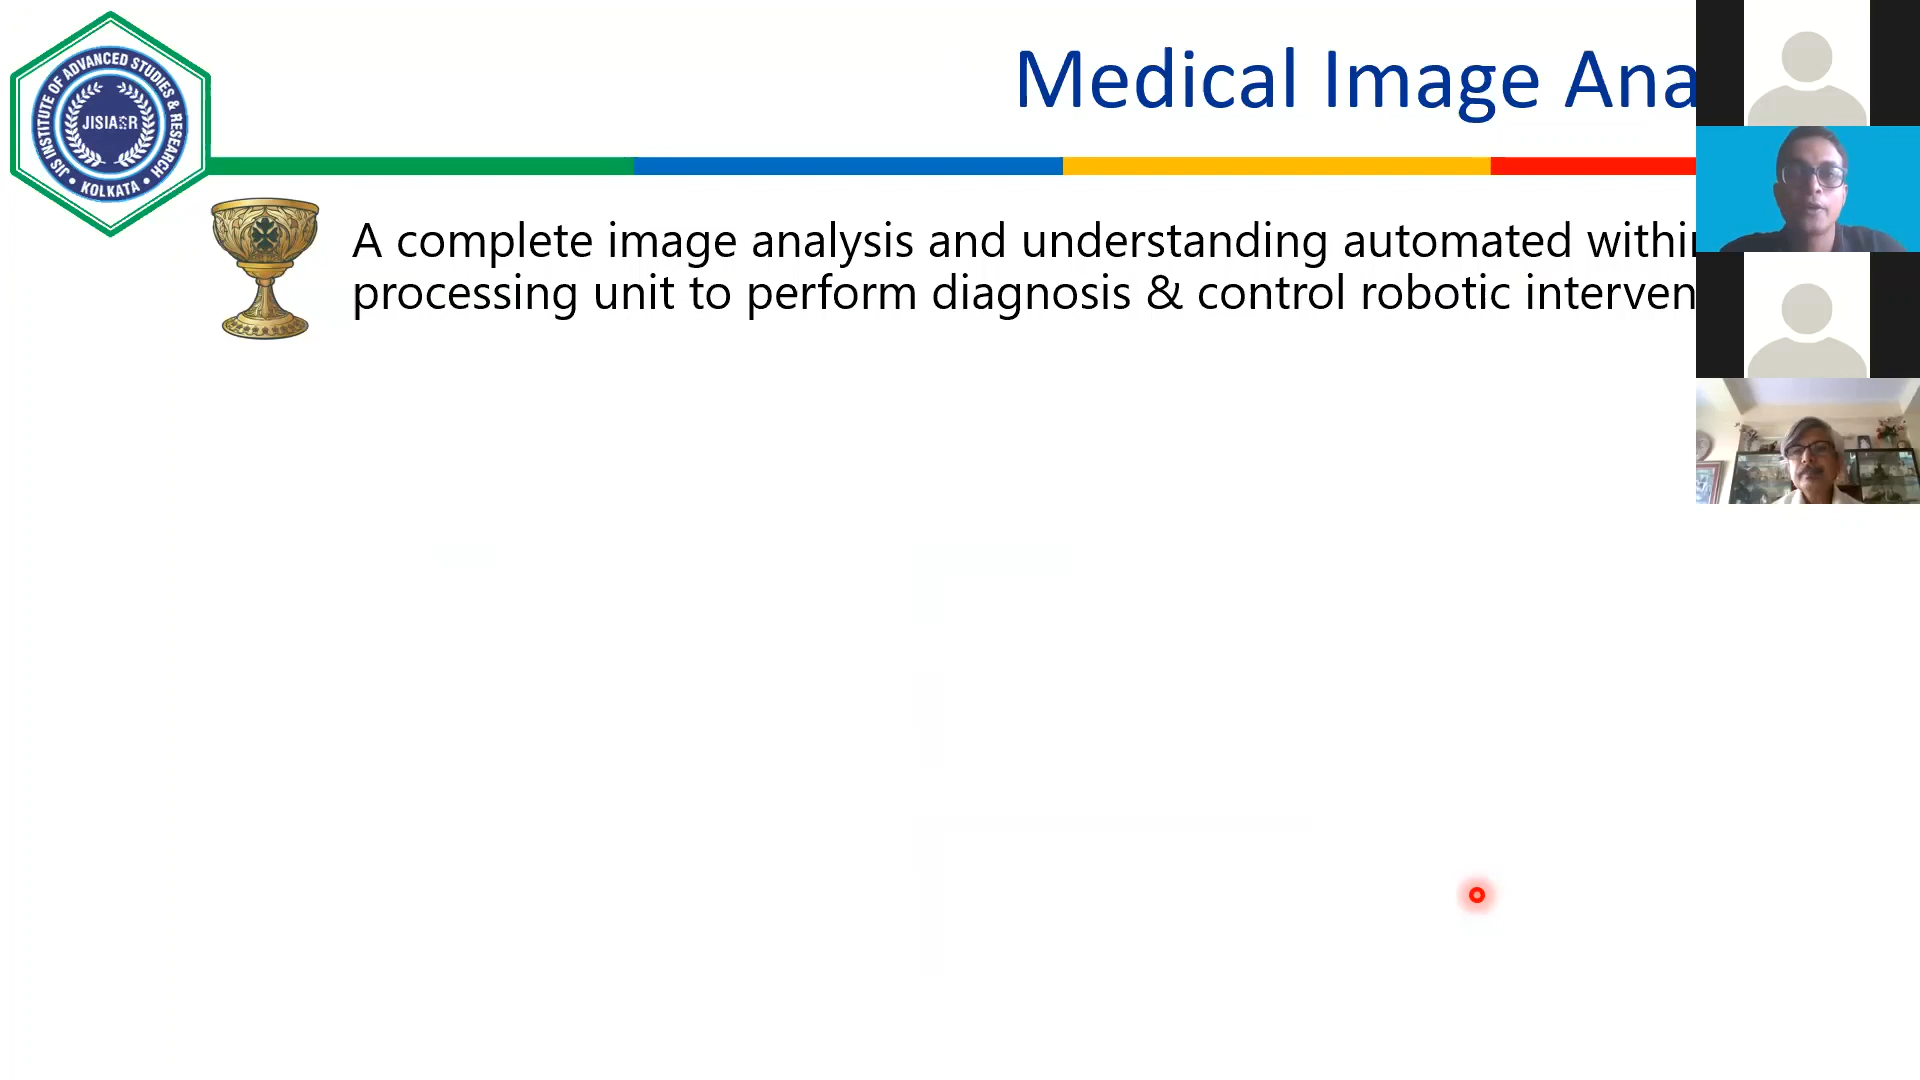 JIS INSTITUTE OF ADVANCED STUDIES & RESEARCH
JISIASR
• KOLKATA •
Medical Image Ana
A complete image analysis and understanding automated within
processing unit to perform diagnosis & control robotic interven